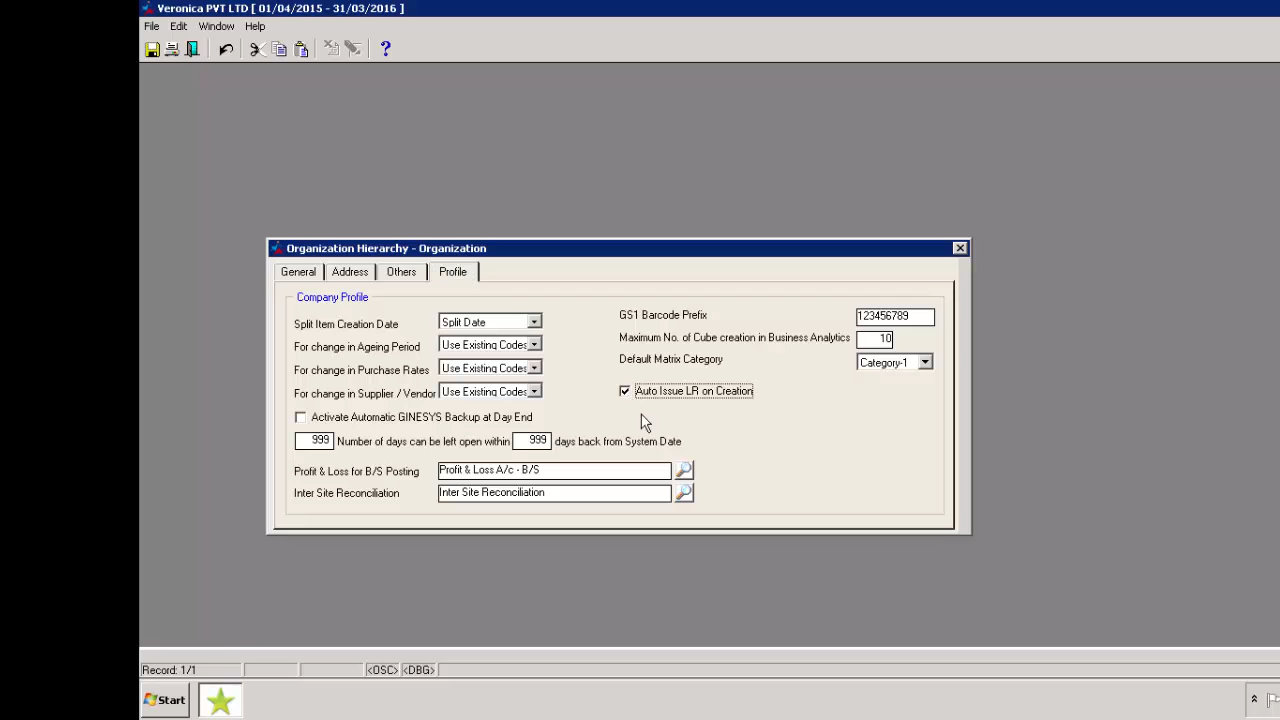 Veronica PVT LTD [ 01/04/2015 - 31/03/2016 ]
File Edit Window Help
Organization Hierarchy - Organization
General Address Others Profile
Company Profile
Split Item Creation Date Split Date
For change in Ageing Period Use Existing Codes
For change in Purchase Rates Use Existing Codes
For change in Supplier / Vendor Use Existing Codes
GS1 Barcode Prefix 123456789
Maximum No. of Cube creation in Business Analytics 10
Default Matrix Category Category-1
Auto Issue LR on Creation
Activate Automatic GINESYS Backup at Day End
999 Number of days can be left open within 999 days back from System Date
Profit & Loss for B/S Posting Profit & Loss A/c - B/S
Inter Site Reconciliation Inter Site Reconciliation
Record: 1/1 <OSC> <DBG>
Start